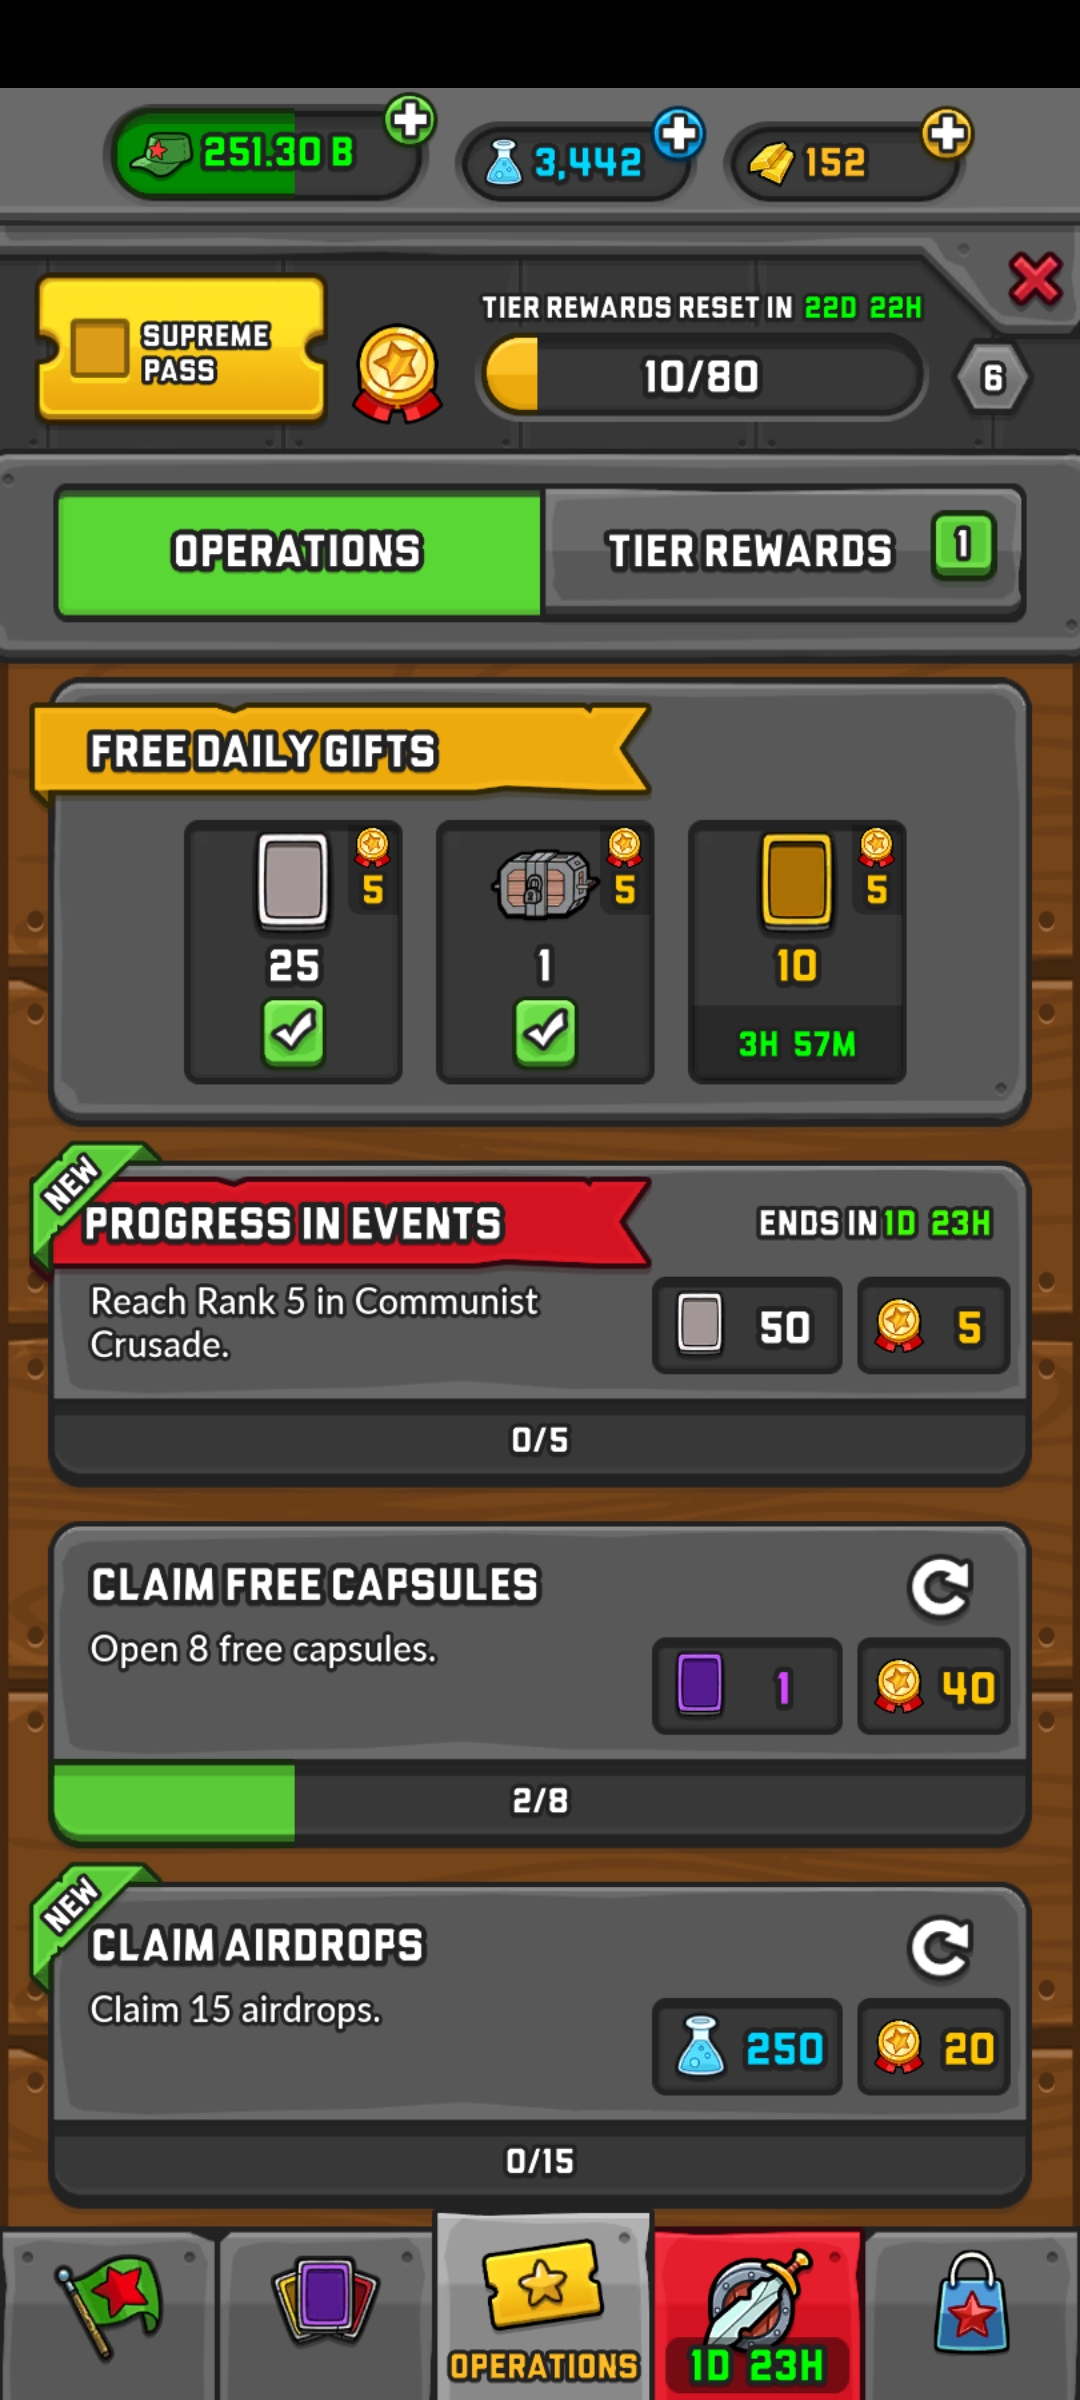 251.30 B
3,442
152
TIER REWARDS RESET IN 22D 22H
SUPREME
PASS
10/80
6
OPERATIONS
TIER REWARDS
1
FREE DAILY GIFTS
5
5
5
25
1
10
3H 57M
NEW
PROGRESS IN EVENTS
ENDS IN 1D 23H
Reach Rank 5 in Communist
Crusade.
50
5
0/5
CLAIM FREE CAPSULES
Open 8 free capsules.
1
40
2/8
NEW
CLAIM AIRDROPS
Claim 15 airdrops.
250
20
0/15
OPERATIONS
1D 23H